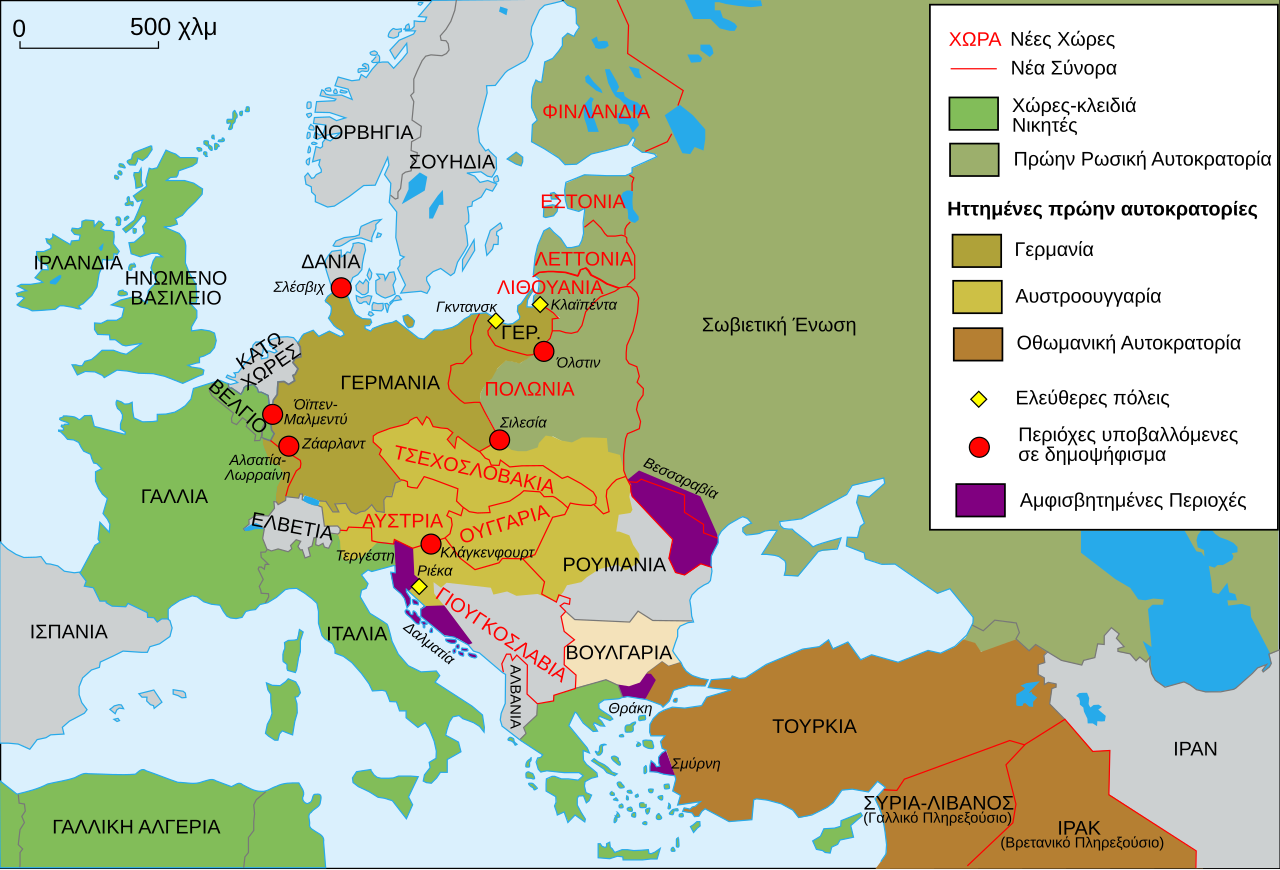 0
500 χλμ
ΝΟΡΒΗΓΙΑ
ΣΟΥΗΔΙΑ
ΦΙΝΛΑΝΔΙΑ
ΕΣΤΟΝΙΑ
ΛΕΤΤΟΝΙΑ
ΛΙΘΟΥΑΝΙΑ
Κλαϊπέντα
ΙΡΛΑΝΔΙΑ
ΗΝΩΜΕΝΟ
ΒΑΣΙΛΕΙΟ
ΔΑΝΙΑ
Σλέσβιχ
Γκντανσκ
ΓΕΡ.
Όλστιν
Σωβιετική Ένωση
ΚΑΤΩ
ΧΩΡΕΣ
ΒΕΛΓΙΟ
ΓΕΡΜΑΝΙΑ
ΠΟΛΩΝΙΑ
Όϊπεν-
Μαλμεντύ
Σιλεσία
Ζάαρλαντ
Αλσατία-
Λωρραίνη
ΤΣΕΧΟΣΛΟΒΑΚΙΑ
Βεσσαραβία
ΓΑΛΛΙΑ
ΕΛΒΕΤΙΑ
ΑΥΣΤΡΙΑ
ΟΥΓΓΑΡΙΑ
Τεργέστη
Κλάγκενφουρτ
Ριέκα
ΡΟΥΜΑΝΙΑ
ΙΣΠΑΝΙΑ
ΙΤΑΛΙΑ
Δαλματία
ΓΙΟΥΓΚΟΣΛΑΒΙΑ
ΒΟΥΛΓΑΡΙΑ
ΑΛΒΑΝΙΑ
Θράκη
Σμύρνη
ΤΟΥΡΚΙΑ
ΙΡΑΝ
ΓΑΛΛΙΚΗ ΑΛΓΕΡΙΑ
ΣΥΡΙΑ-ΛΙΒΑΝΟΣ
(Γαλλικό Πληρεξούσιο)
ΙΡΑΚ
(Βρετανικό Πληρεξούσιο)
ΧΩΡΑ Νέες Χώρες
Νέα Σύνορα
Χώρες-κλειδιά
Νικητές
Πρώην Ρωσική Αυτοκρατορία
Ηττημένες πρώην αυτοκρατορίες
Γερμανία
Αυστροουγγαρία
Οθωμανική Αυτοκρατορία
Ελεύθερες πόλεις
Περιοχές υποβαλλόμενες
σε δημοψήφισμα
Αμφισβητημένες Περιοχές